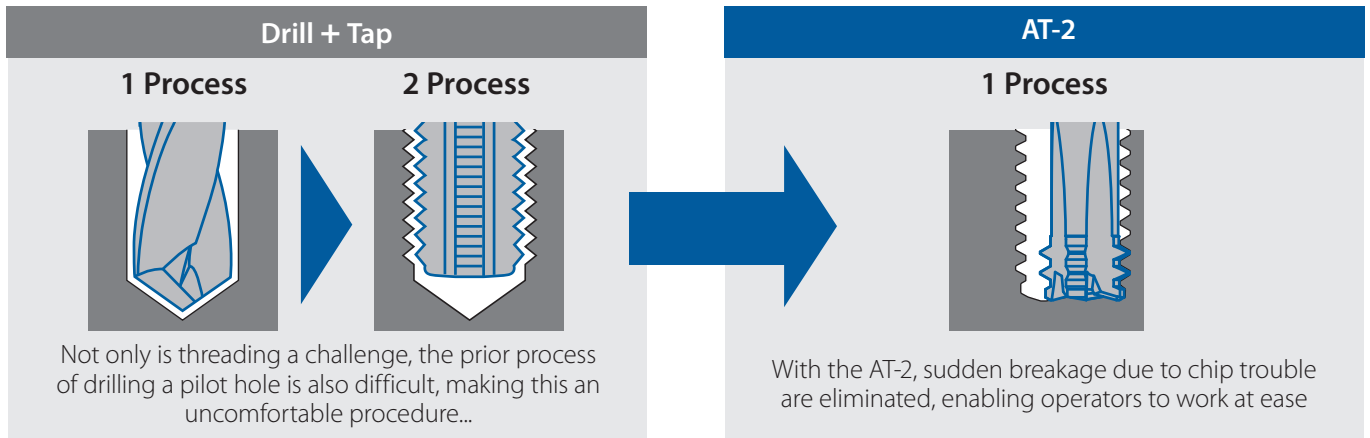 Drill + Tap
1 Process
2 Process
Not only is threading a challenge, the prior process
of drilling a pilot hole is also difficult, making this an
uncomfortable procedure...
AT-2
1 Process
With the AT-2, sudden breakage due to chip trouble
are eliminated, enabling operators to work at ease